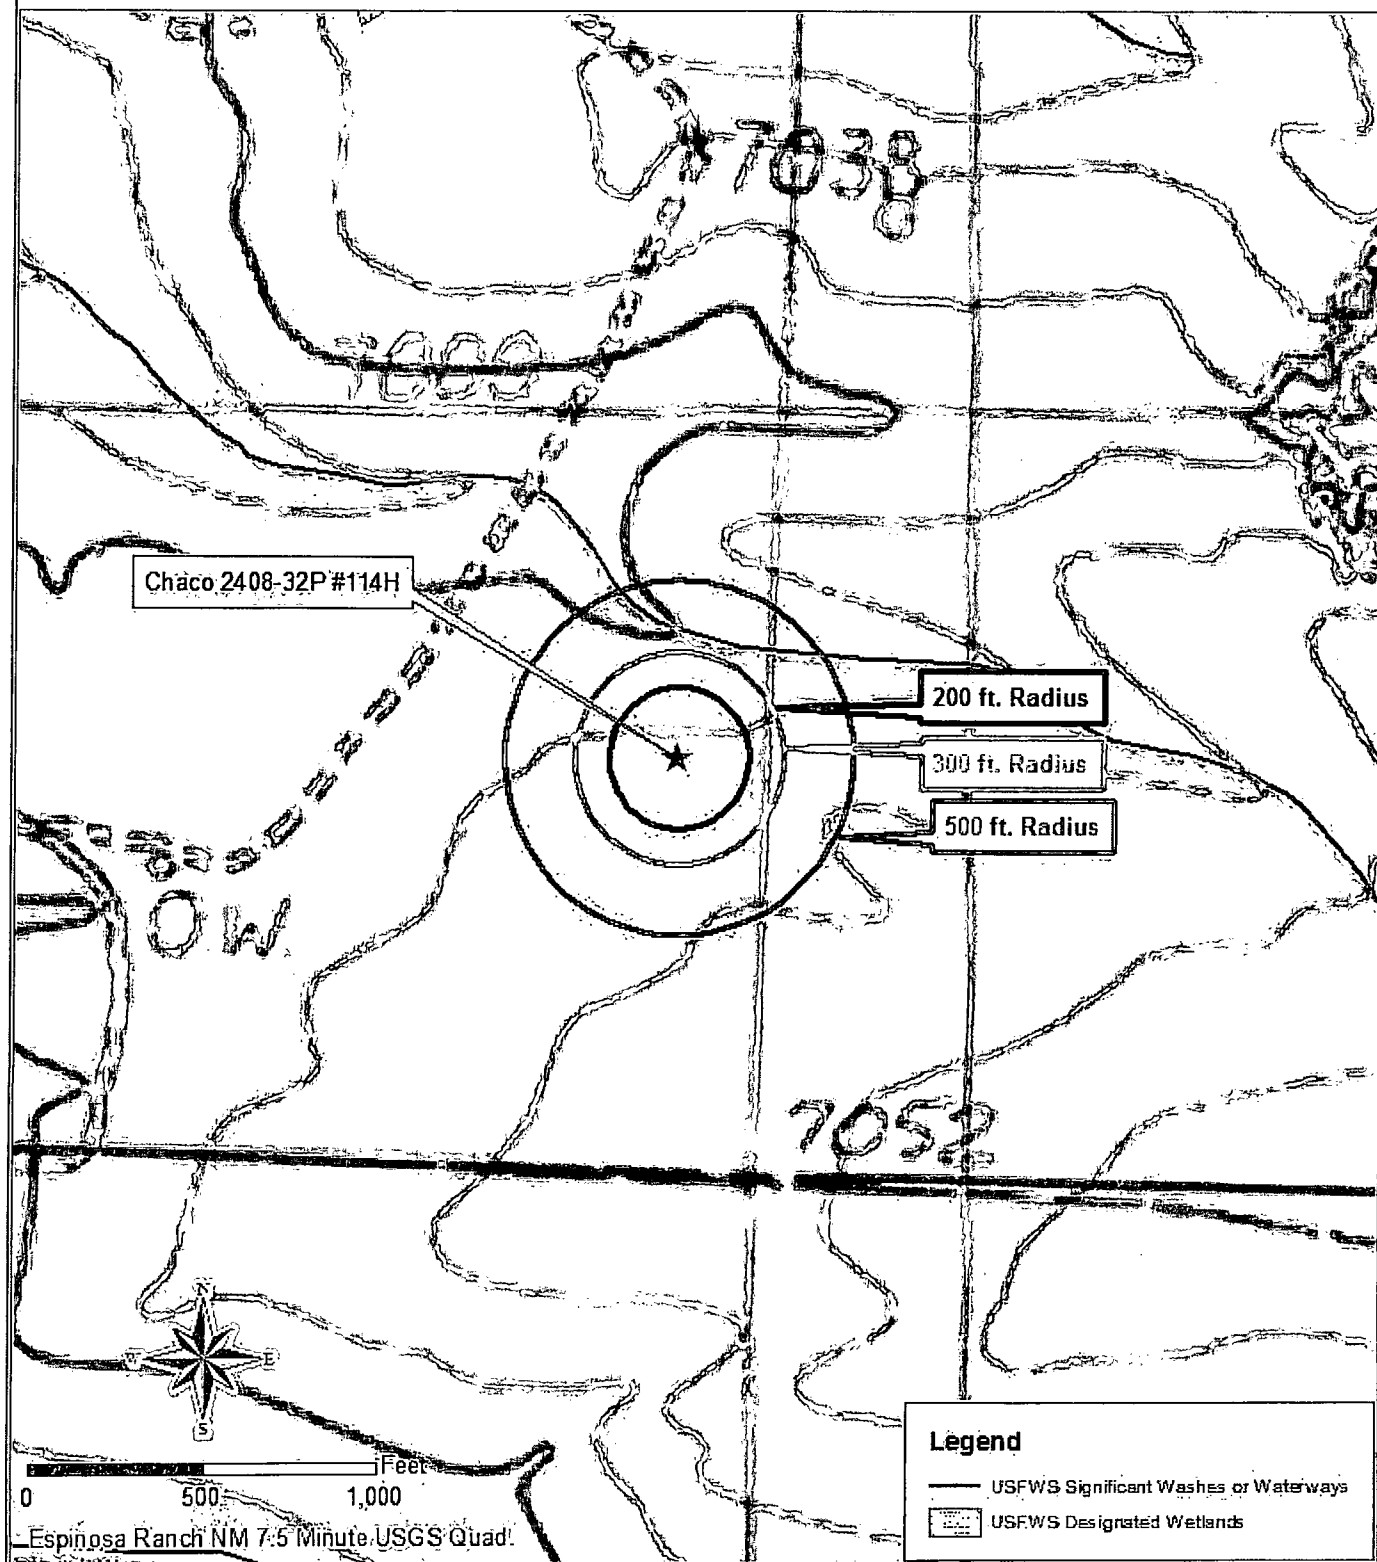 7038
7000
Chaco 2408-32P #114H
200 ft. Radius
300 ft. Radius
500 ft. Radius
OW
7052
N
W E
S
Feet
0 500 1,000
Espinosa Ranch NM 7.5 Minute USGS Quad.
Legend
USFWS Significant Washes or Waterways
USFWS Designated Wetlands